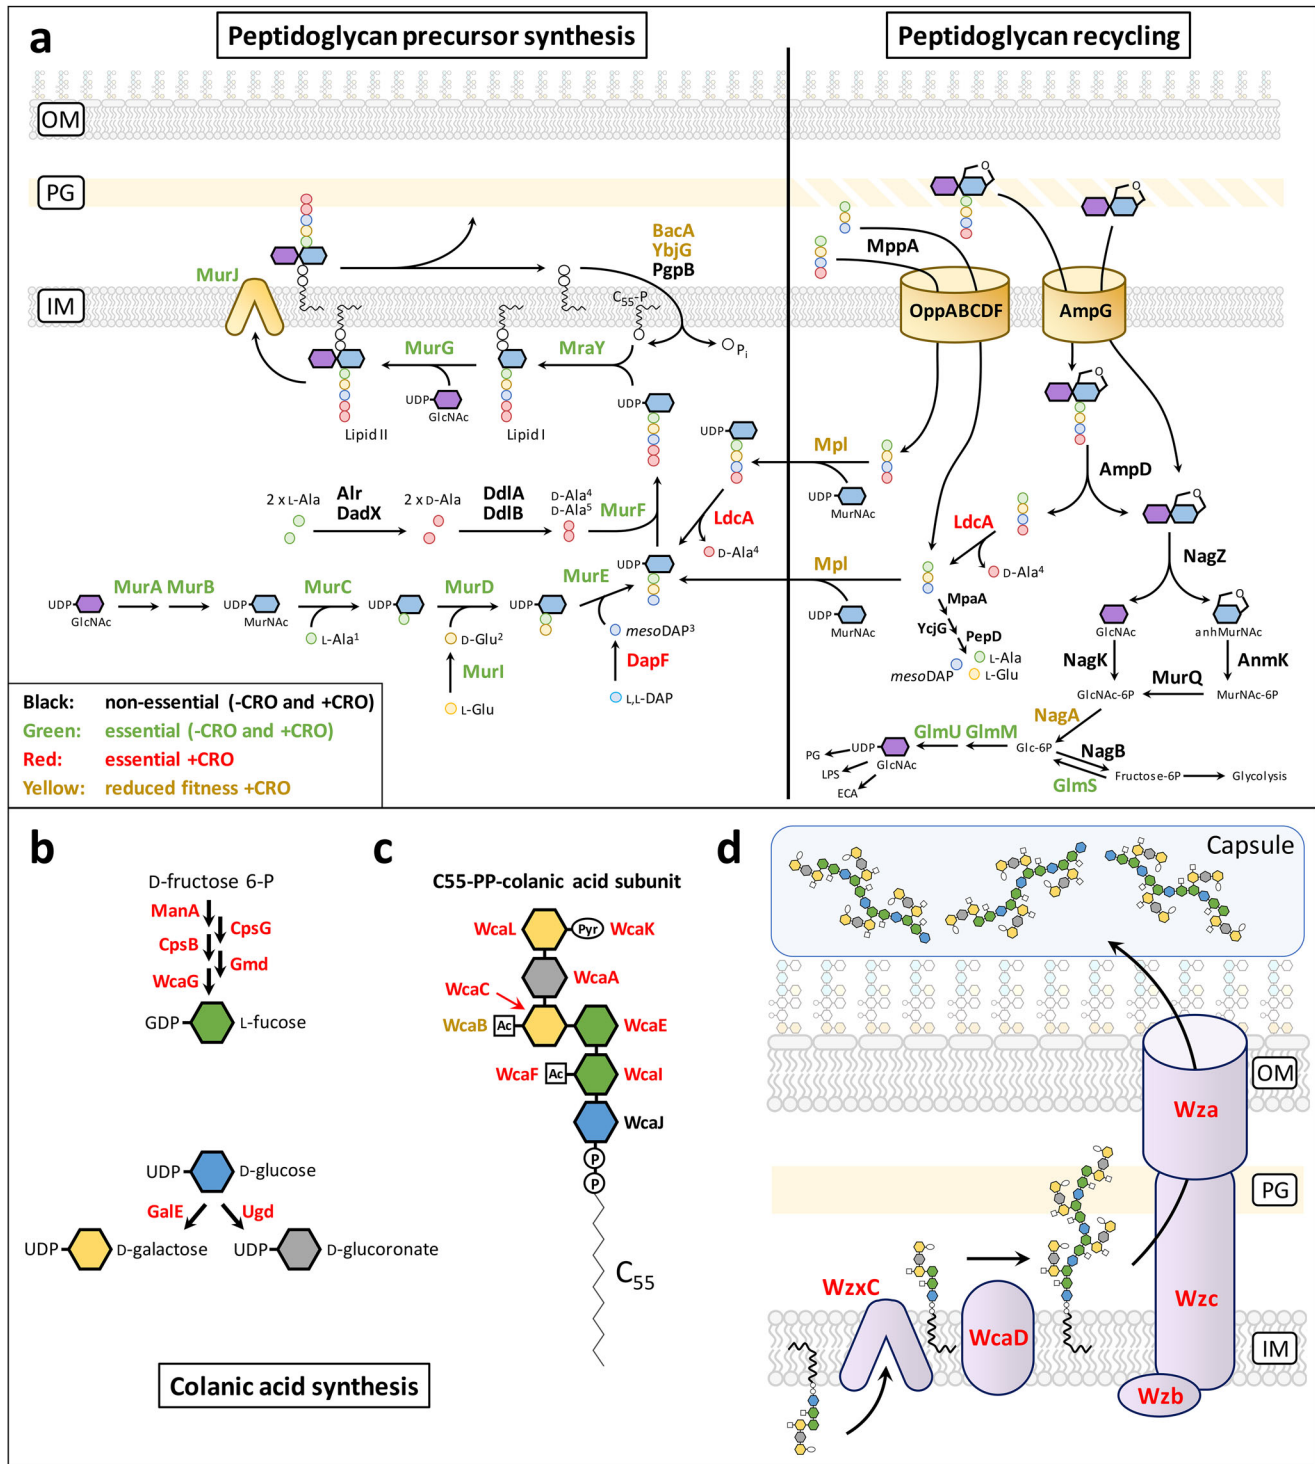 a
Peptidoglycan precursor synthesis
Peptidoglycan recycling
OM
PG
IM
MurJ
BacA
YbjG
PgpB
C55-P
Pi
MurG
MraY
UDP
GlcNAc
Lipid II
Lipid I
UDP
UDP
2 x L-Ala
Alr
DadX
2 x D-Ala
DdlA
DdlB
D-Ala⁴
D-Ala⁵
MurF
LdcA
D-Ala⁴
UDP
GlcNAc
MurA
MurB
UDP
MurNAc
MurC
L-Ala¹
UDP
MurD
D-Glu²
MurI
L-Glu
UDP
MurE
UDP
mesoDAP³
DapF
L,L-DAP
MppA
OppABCDF
AmpG
Mpl
UDP
MurNAc
Mpl
UDP
MurNAc
AmpD
LdcA
D-Ala⁴
MpaA
YcjG
PepD
mesoDAP
L-Ala
L-Glu
NagZ
GlcNAc
anhMurNAc
NagK
AnmK
MurQ
GlcNAc-6P
MurNAc-6P
NagA
Glc-6P
NagB
GlmS
Fructose-6P
Glycolysis
GlmU
GlmM
UDP
GlcNAc
PG
LPS
ECA
Black: non-essential (-CRO and +CRO)
Green: essential (-CRO and +CRO)
Red: essential +CRO
Yellow: reduced fitness +CRO
b
D-fructose 6-P
ManA
CpsG
CpsB
Gmd
WcaG
GDP
L-fucose
UDP
D-glucose
GalE
Ugd
UDP
D-galactose
UDP
D-glucoronate
Colanic acid synthesis
c
C55-PP-colanic acid subunit
WcaL
Pyr
WcaK
WcaA
WcaC
WcaB
Ac
WcaE
WcaF
Ac
WcaI
WcaJ
P
P
C55
d
Capsule
OM
Wza
PG
WzxC
WcaD
Wzc
IM
Wzb